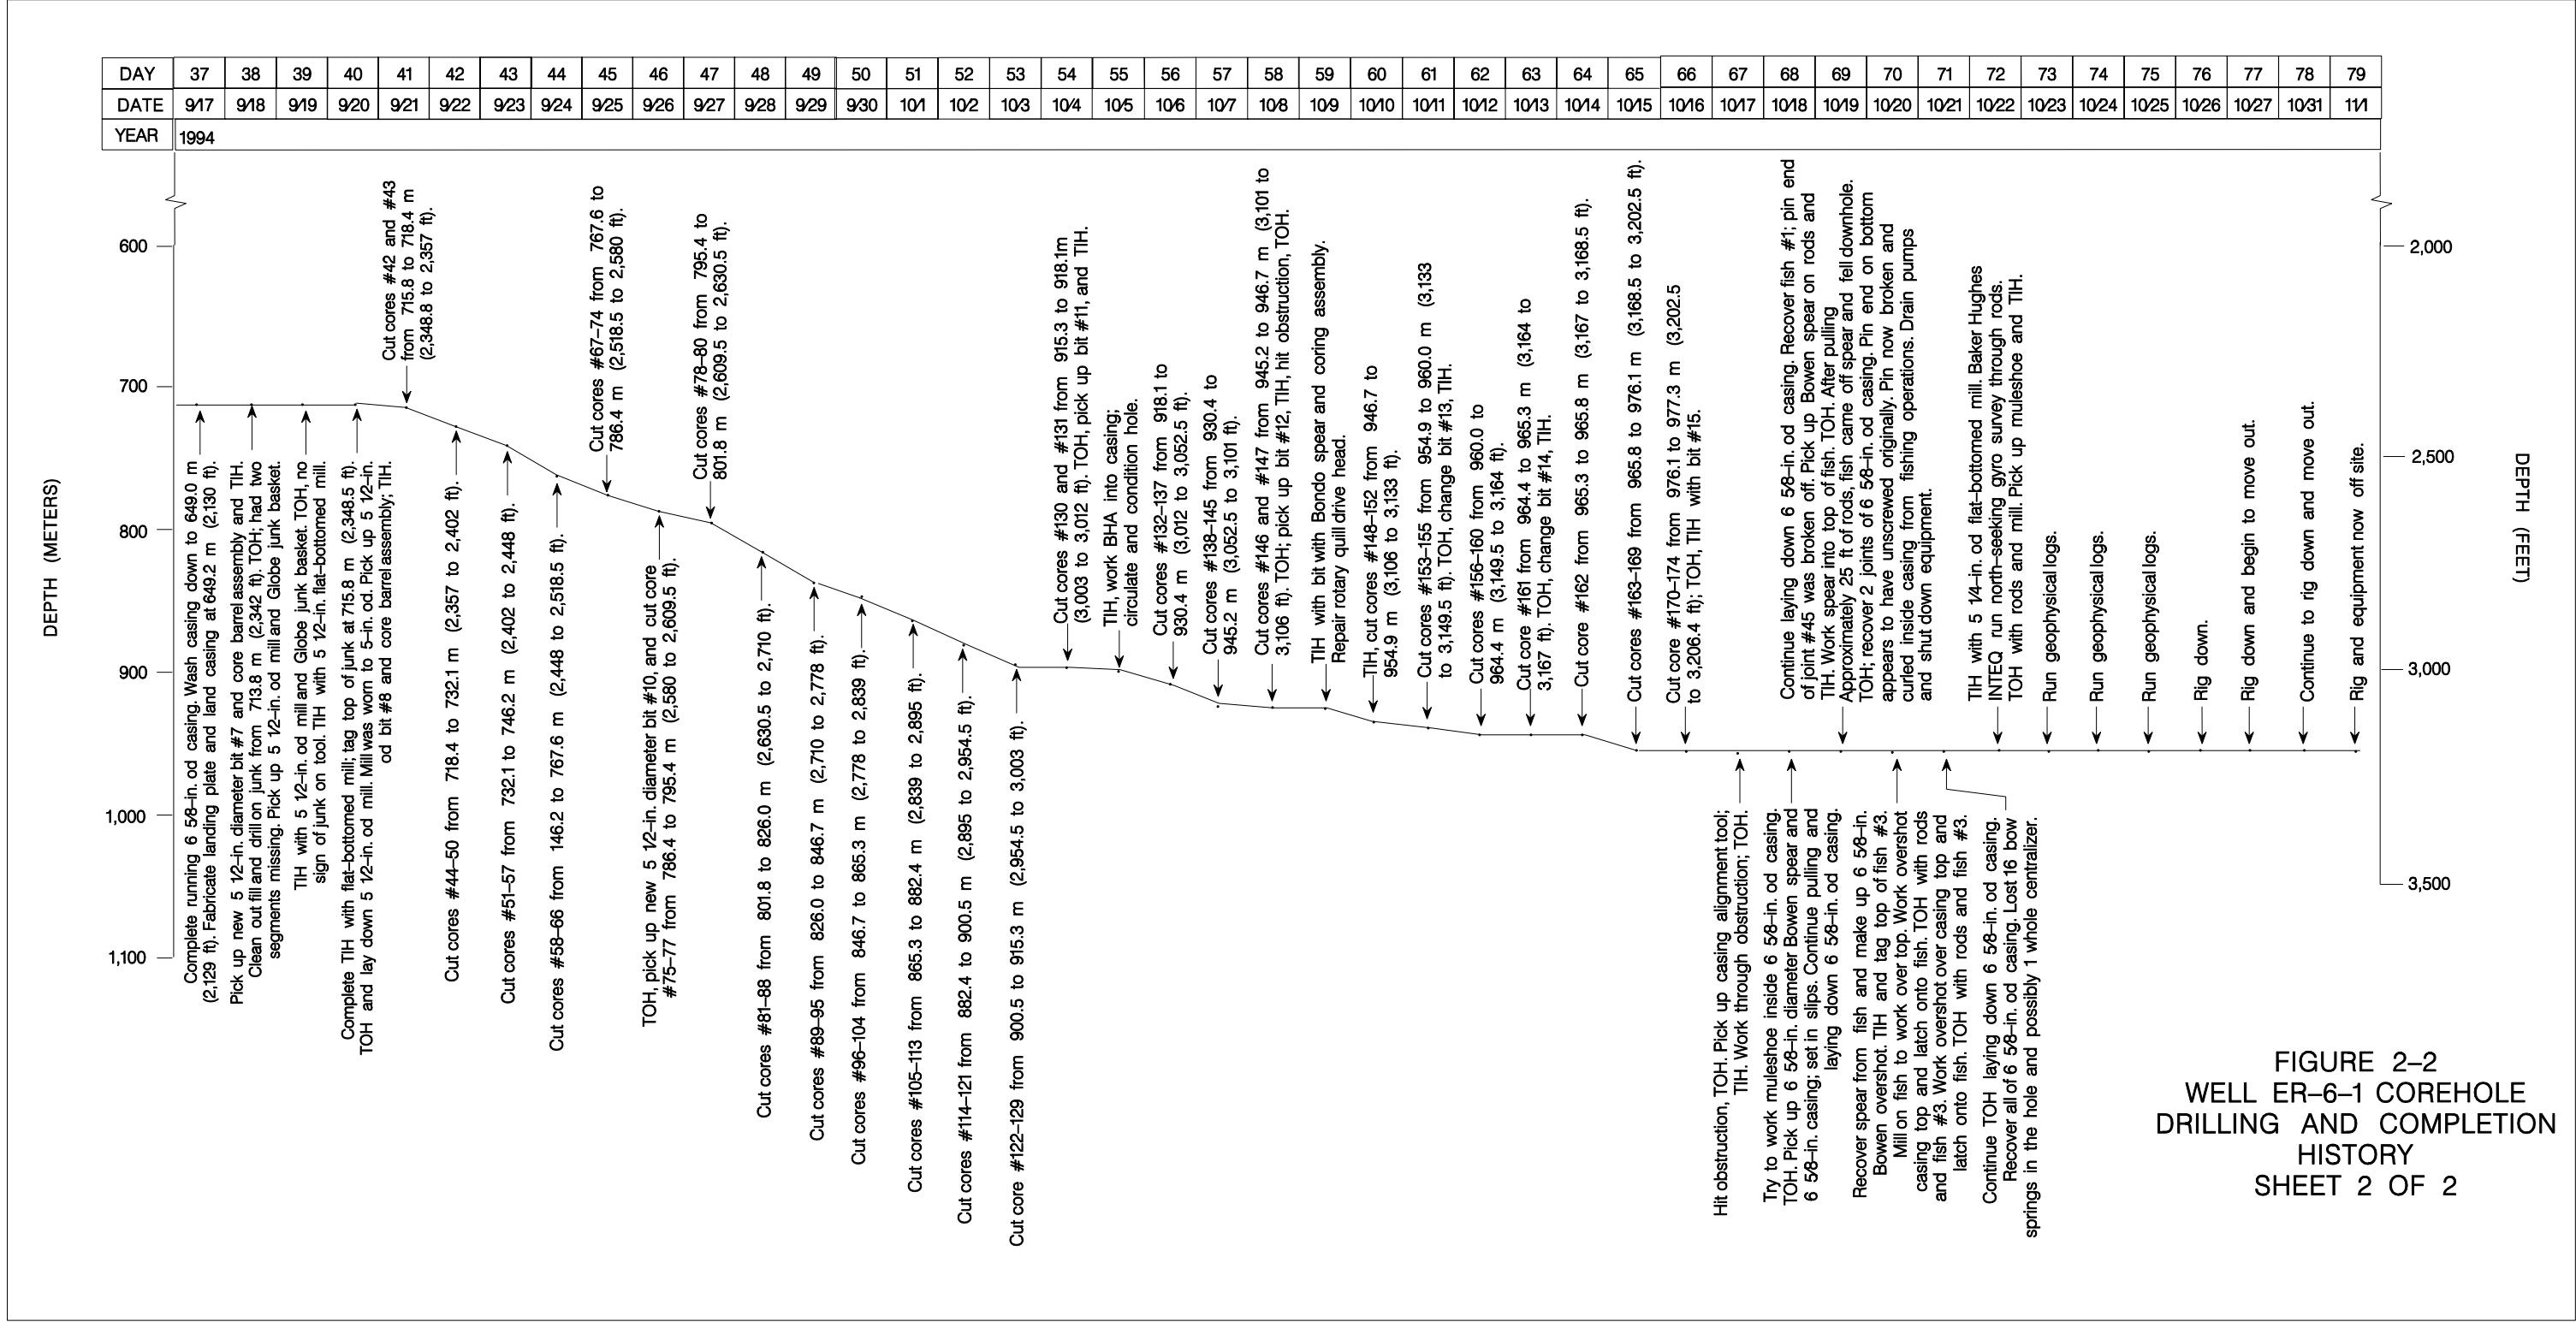 DAY 37 38 39 40 41 42 43 44 45 46 47 48 49 50 51 52 53 54 55 56 57 58 59 60 61 62 63 64 65 66 67 68 69 70 71 72 73 74 75 76 77 78 79
DATE 9/17 9/18 9/19 9/20 9/21 9/22 9/23 9/24 9/25 9/26 9/27 9/28 9/29 9/30 10/1 10/2 10/3 10/4 10/5 10/6 10/7 10/8 10/9 10/10 10/11 10/12 10/13 10/14 10/15 10/16 10/17 10/18 10/19 10/20 10/21 10/22 10/23 10/24 10/25 10/26 10/27 10/31 11/1
YEAR 1994
DEPTH (METERS)
600
700
800
900
1,000
1,100
Complete running 6 5/8-in. od casing. Wash casing down to 649.0 m
(2,129 ft). Fabricate landing plate and land casing at 649.2 m (2,130 ft).
Pick up new 5 1/2-in. diameter bit #7 and core barrel assembly and TIH.
Clean out fill and drill on junk from 713.8 m (2,342 ft). TOH; had two
segments missing. Pick up 5 1/2-in. od mill and Globe junk basket.
TIH with 5 1/2-in. od mill and Globe junk basket. TOH, no
sign of junk on tool. TIH with 5 1/2-in. flat-bottomed mill.
Complete TIH with flat-bottomed mill; tag top of junk at 715.8 m (2,348.5 ft).
TOH and lay down 5 1/2-in. od mill. Mill was worn to 5-in. od. Pick up 5 1/2-in.
od bit #8 and core barrel assembly; TIH.
Cut cores #42 and #43
from 715.8 to 718.4 m
(2,348.8 to 2,357 ft).
Cut cores #44-50 from 718.4 to 732.1 m (2,357 to 2,402 ft).
Cut cores #51-57 from 732.1 to 746.2 m (2,402 to 2,448 ft).
Cut cores #58-66 from 146.2 to 767.6 m (2,448 to 2,518.5 ft).
Cut cores #67-74 from 767.6 to
786.4 m (2,518.5 to 2,580 ft).
TOH, pick up new 5 1/2-in. diameter bit #10, and cut core
#75-77 from 786.4 to 795.4 m (2,580 to 2,609.5 ft).
Cut cores #78-80 from 795.4 to
801.8 m (2,609.5 to 2,630.5 ft).
Cut cores #81-88 from 801.8 to 826.0 m (2,630.5 to 2,710 ft).
Cut cores #89-95 from 826.0 to 846.7 m (2,710 to 2,778 ft).
Cut cores #96-104 from 846.7 to 865.3 m (2,778 to 2,839 ft).
Cut cores #105-113 from 865.3 to 882.4 m (2,839 to 2,895 ft).
Cut cores #114-121 from 882.4 to 900.5 m (2,895 to 2,954.5 ft).
Cut core #122-129 from 900.5 to 915.3 m (2,954.5 to 3,003 ft).
Cut cores #130 and #131 from 915.3 to 918.1m
(3,003 to 3,012 ft). TOH, pick up bit #11, and TIH.
TIH, work BHA into casing;
circulate and condition hole.
Cut cores #132-137 from 918.1 to
930.4 m (3,012 to 3,052.5 ft).
Cut cores #138-145 from 930.4 to
945.2 m (3,052.5 to 3,101 ft).
Cut cores #146 and #147 from 945.2 to 946.7 m (3,101 to
3,106 ft). TOH; pick up bit #12, TIH, hit obstruction, TOH.
TIH with bit with Bondo spear and coring assembly.
Repair rotary quill drive head.
TIH, cut cores #148-152 from 946.7 to
954.9 m (3,106 to 3,133 ft).
Cut cores #153-155 from 954.9 to 960.0 m (3,133
to 3,149.5 ft). TOH, change bit #13, TIH.
Cut cores #156-160 from 960.0 to
964.4 m (3,149.5 to 3,164 ft).
Cut core #161 from 964.4 to 965.3 m (3,164 to
3,167 ft). TOH, change bit #14, TIH.
Cut core #162 from 965.3 to 965.8 m (3,167 to 3,168.5 ft).
Cut cores #163-169 from 965.8 to 976.1 m (3,168.5 to 3,202.5 ft).
Cut core #170-174 from 976.1 to 977.3 m (3,202.5
to 3,206.4 ft); TOH, TIH with bit #15.
Hit obstruction, TOH. Pick up casing alignment tool;
TIH. Work through obstruction; TOH.
Try to work muleshoe inside 6 5/8-in. od casing.
TOH. Pick up 6 5/8-in. diameter Bowen spear and
6 5/8-in. casing; set in slips. Continue pulling and
laying down 6 5/8-in. od casing.
Continue laying down 6 5/8-in. od casing. Recover fish #1; pin end
of joint #45 was broken off. Pick up Bowen spear on rods and
TIH. Work spear into top of fish. TOH. After pulling
Approximately 25 ft of rods, fish came off spear and fell downhole.
TOH; recover 2 joints of 6 5/8-in. od casing. Pin end on bottom
appears to have unscrewed originally. Pin now broken and
curled inside casing from fishing operations. Drain pumps
and shut down equipment.
Recover spear from fish and make up 6 5/8-in.
Bowen overshot. TIH and tag top of fish #3.
Mill on fish to work over top. Work overshot
casing top and latch onto fish. TOH with rods
and fish #3. Work overshot over casing top and
latch onto fish. TOH with rods and fish #3.
Continue TOH laying down 6 5/8-in. od casing.
Recover all of 6 5/8-in. od casing. Lost 16 bow
springs in the hole and possibly 1 whole centralizer.
TIH with 5 1/4-in. od flat-bottomed mill. Baker Hughes
INTEQ run north-seeking gyro survey through rods.
TOH with rods and mill. Pick up muleshoe and TIH.
Run geophysical logs.
Run geophysical logs.
Run geophysical logs.
Rig down.
Rig down and begin to move out.
Continue to rig down and move out.
Rig and equipment now off site.
2,000
2,500
3,000
3,500
DEPTH (FEET)
FIGURE 2-2
WELL ER-6-1 COREHOLE
DRILLING AND COMPLETION
HISTORY
SHEET 2 OF 2